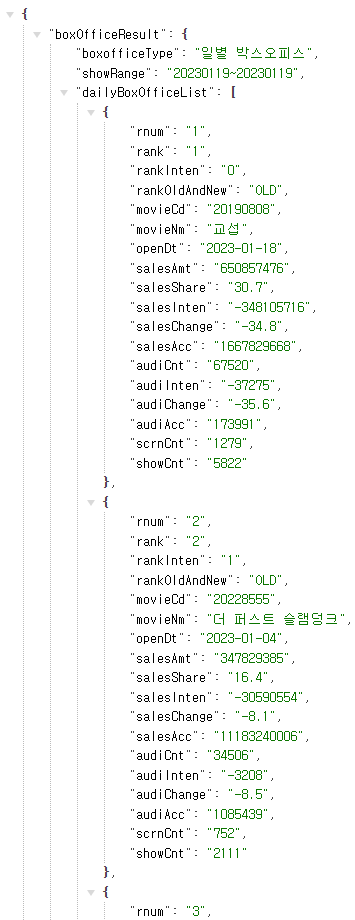 {
"boxOfficeResult": {
"boxofficeType": "일별 박스오피스",
"showRange": "20230119~20230119",
"dailyBoxOfficeList": [
{
"rnum": "1",
"rank": "1",
"rankInten": "0",
"rankOldAndNew": "OLD",
"movieCd": "20190808",
"movieNm": "교섭",
"openDt": "2023-01-18",
"salesAmt": "650857476",
"salesShare": "30.7",
"salesInten": "-348105716",
"salesChange": "-34.8",
"salesAcc": "1667829668",
"audiCnt": "67520",
"audiInten": "-37275",
"audiChange": "-35.6",
"audiAcc": "173991",
"scrnCnt": "1279",
"showCnt": "5822"
},
{
"rnum": "2",
"rank": "2",
"rankInten": "1",
"rankOldAndNew": "OLD",
"movieCd": "20228555",
"movieNm": "더 퍼스트 슬램덩크",
"openDt": "2023-01-04",
"salesAmt": "347829385",
"salesShare": "16.4",
"salesInten": "-30590554",
"salesChange": "-8.1",
"salesAcc": "11183240006",
"audiCnt": "34506",
"audiInten": "-3208",
"audiChange": "-8.5",
"audiAcc": "1085439",
"scrnCnt": "752",
"showCnt": "2111"
},
{
"rnum": "3",